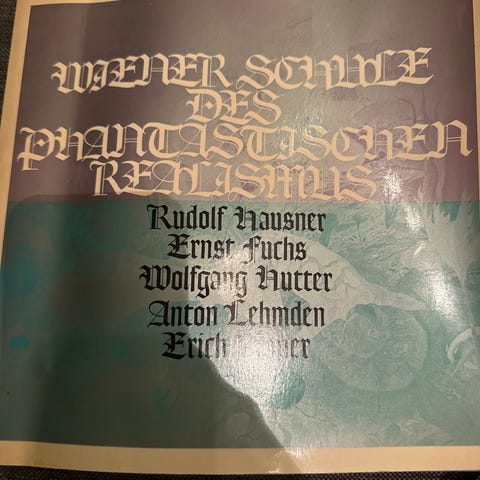 WIENER SCHULE
DES
PHANTASTISCHEN
REALISMUS
Rudolf Hausner
Ernst Fuchs
Wolfgang Hutter
Anton Lehmden
Erich